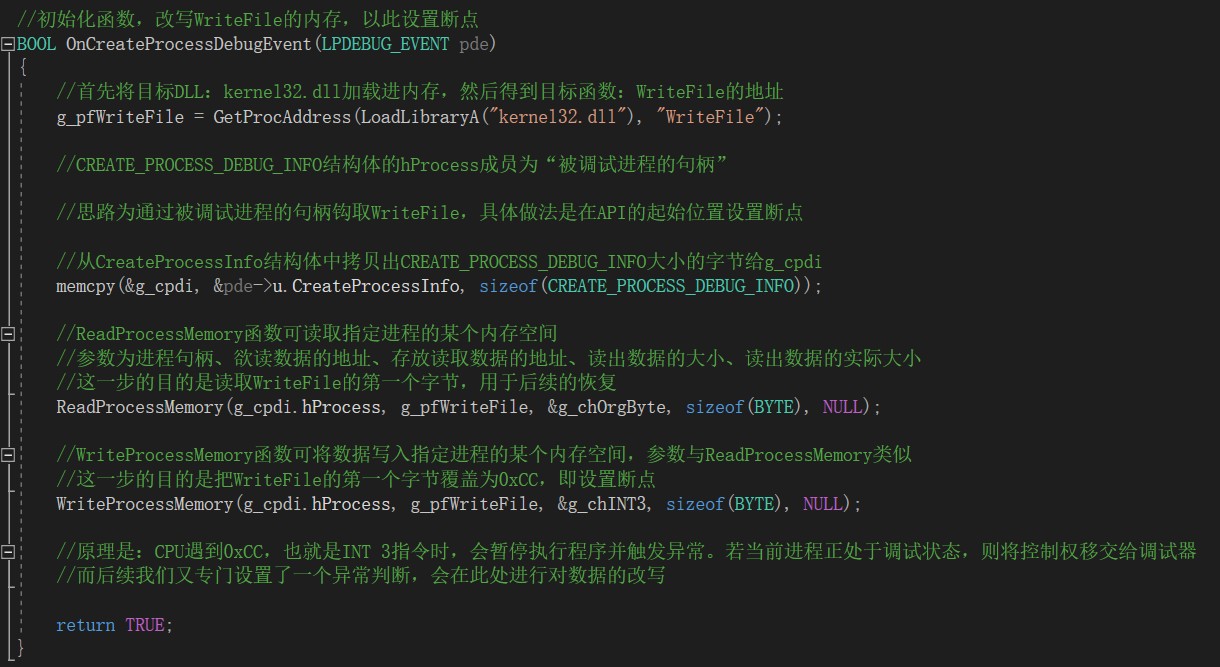 //初始化函数，改写WriteFile的内存，以此设置断点
BOOL OnCreateProcessDebugEvent(LPDEBUG_EVENT pde)
{
//首先将目标DLL：kernel32.dll加载进内存，然后得到目标函数：WriteFile的地址
g_pfWriteFile = GetProcAddress(LoadLibraryA("kernel32.dll"), "WriteFile");
//CREATE_PROCESS_DEBUG_INFO结构体的hProcess成员为“被调试进程的句柄”
//思路为通过被调试进程的句柄钩取WriteFile，具体做法是在API的起始位置设置断点
//从CreateProcessInfo结构体中拷贝出CREATE_PROCESS_DEBUG_INFO大小的字节给g_cpdi
memcpy(&g_cpdi, &pde->u.CreateProcessInfo, sizeof(CREATE_PROCESS_DEBUG_INFO));
//ReadProcessMemory函数可读取指定进程的某个内存空间
//参数为进程句柄、欲读数据的地址、存放读取数据的地址、读出数据的大小、读出数据的实际大小
//这一步的目的是读取WriteFile的第一个字节，用于后续的恢复
ReadProcessMemory(g_cpdi.hProcess, g_pfWriteFile, &g_chOrgByte, sizeof(BYTE), NULL);
//WriteProcessMemory函数可将数据写入指定进程的某个内存空间，参数与ReadProcessMemory类似
//这一步的目的是把WriteFile的第一个字节覆盖为0xCC，即设置断点
WriteProcessMemory(g_cpdi.hProcess, g_pfWriteFile, &g_chINT3, sizeof(BYTE), NULL);
//原理是：CPU遇到0xCC，也就是INT 3指令时，会暂停执行程序并触发异常。若当前进程正处于调试状态，则将控制权移交给调试器
//而后续我们又专门设置了一个异常判断，会在此处进行对数据的改写
return TRUE;
}